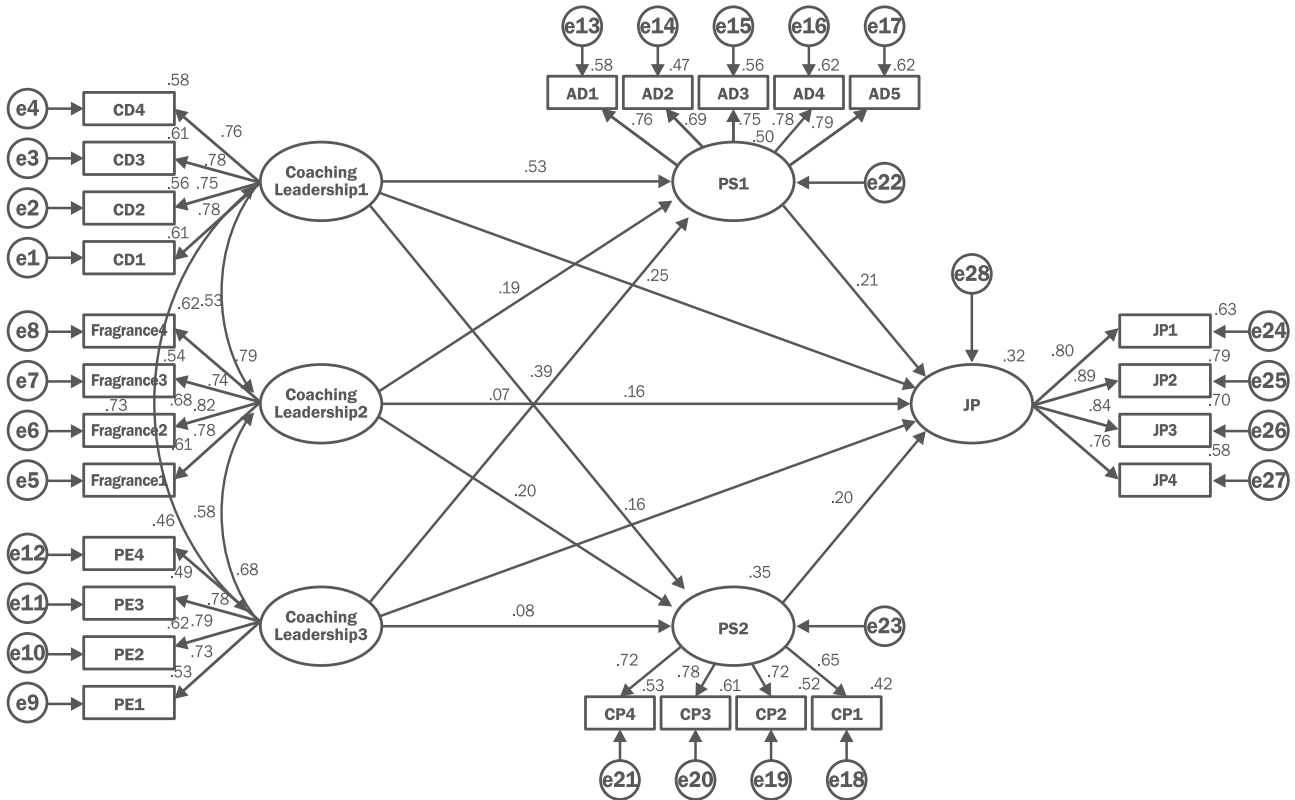 e13
e14
e15
e16
e17
.58
.47
.56
.62
.62
AD1
AD2
AD3
AD4
AD5
.76
.69
.75
.78
.79
.50
.58
e4
CD4
.76
.61
e3
CD3
.78
.56
.75
e2
CD2
.78
.61
e1
CD1
Coaching
Leadership1
.53
PS1
e22
.62
.53
.19
.25
.21
e28
e8
Fragrance4
.79
.54
e7
Fragrance3
.74
.68
.82
.73
e6
Fragrance2
.78
.61
e5
Fragrance1
Coaching
Leadership2
.39
.07
.16
.32
JP
.63
JP1
e24
.80
.79
JP2
e25
.89
.70
JP3
e26
.84
.58
JP4
e27
.76
.46
.58
.20
.16
.20
e12
PE4
.68
.49
e11
PE3
.78
.62
.79
e10
PE2
.73
.53
e9
PE1
Coaching
Leadership3
.08
.35
PS2
e23
.72
.78
.72
.65
.53
.61
.52
.42
CP4
CP3
CP2
CP1
e21
e20
e19
e18